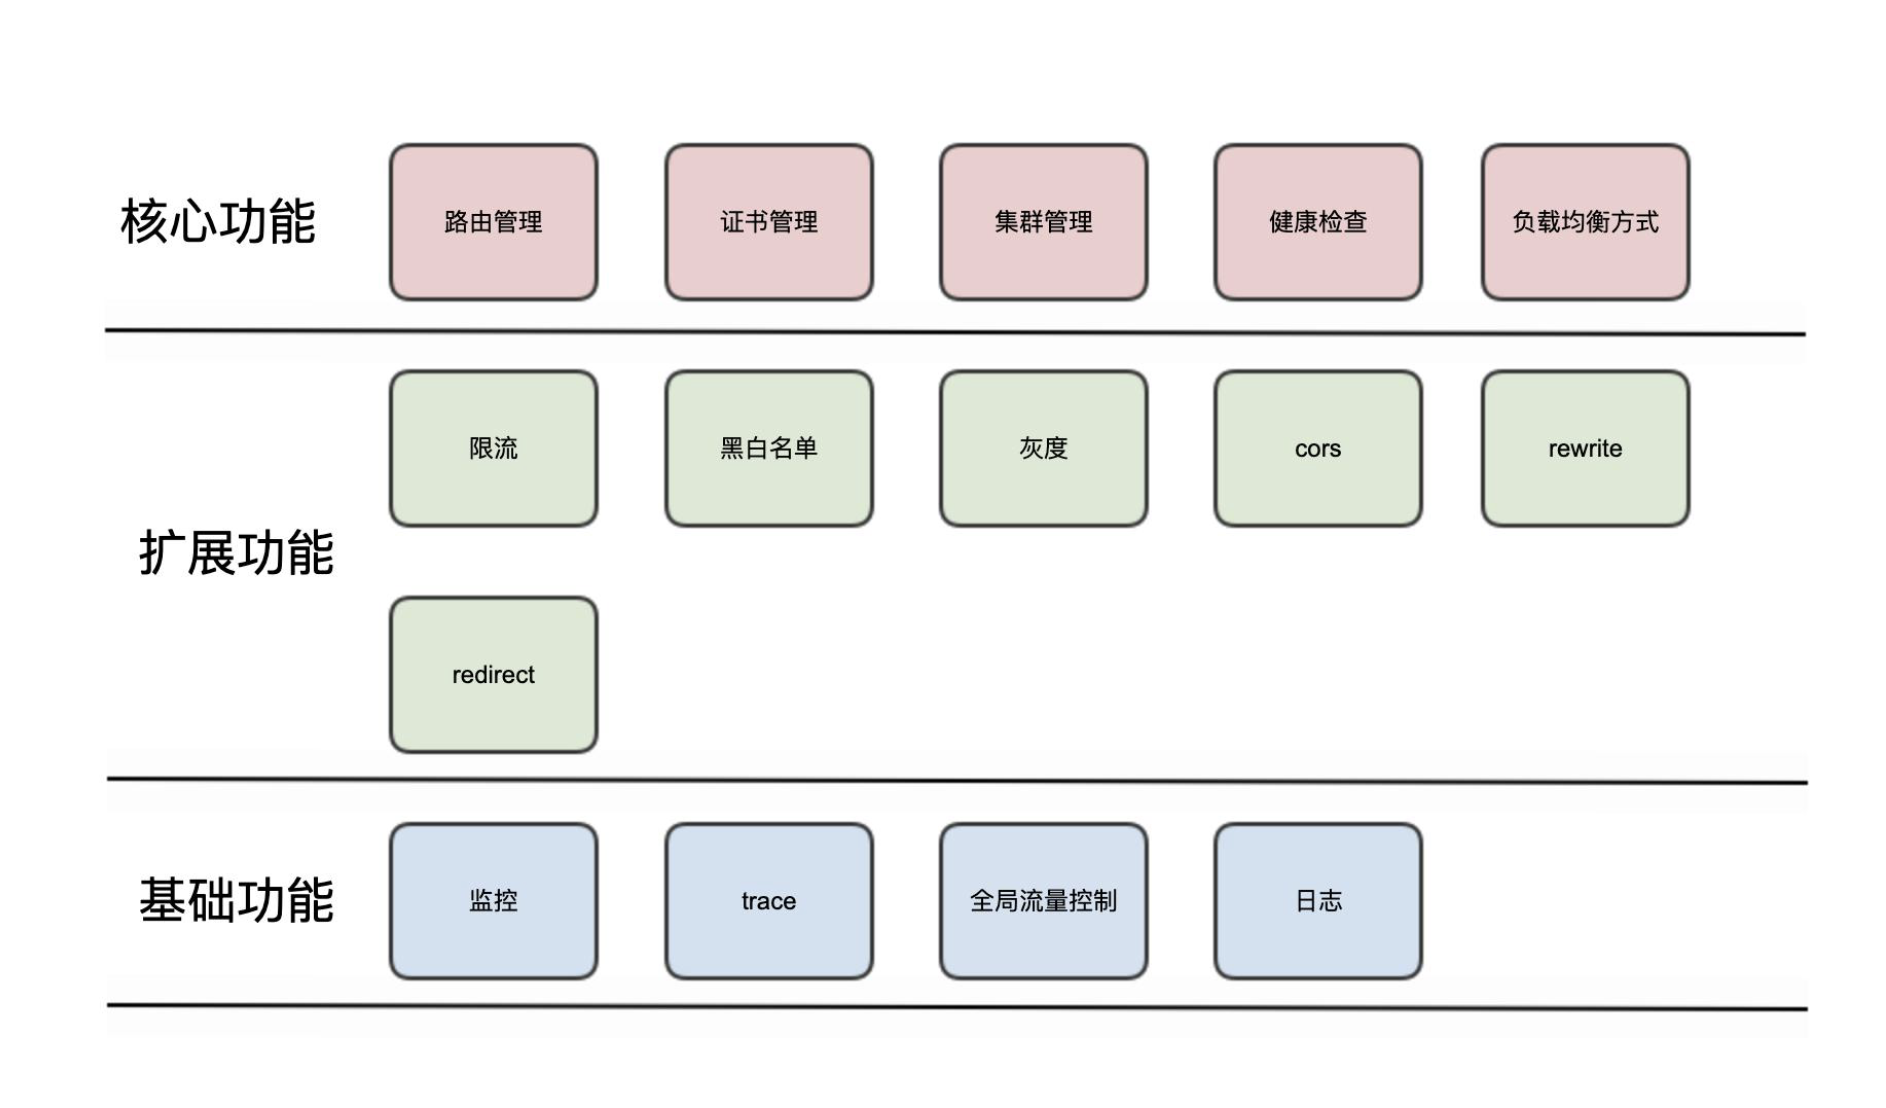 核心功能
路由管理
证书管理
集群管理
健康检查
负载均衡方式
扩展功能
限流
黑白名单
灰度
cors
rewrite
redirect
基础功能
监控
trace
全局流量控制
日志